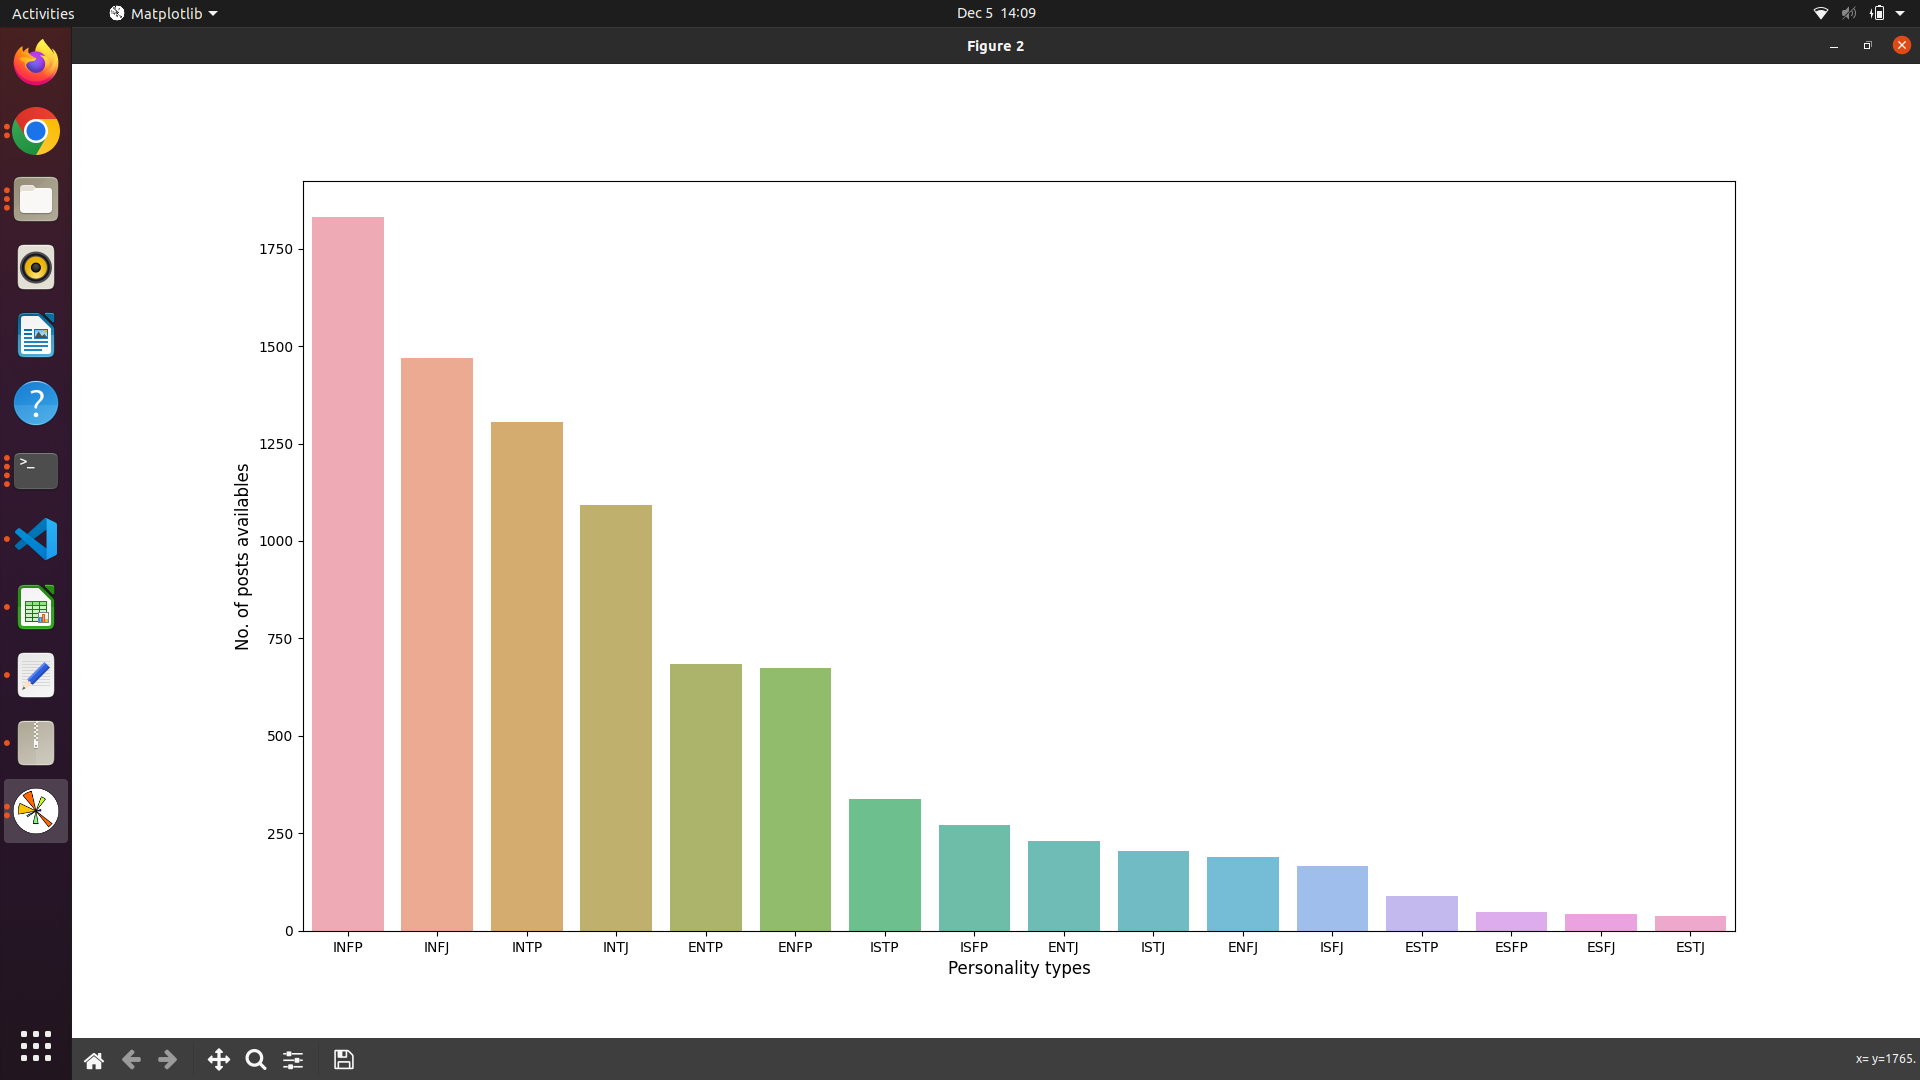 Activities Matplotlib Dec 5 14:09
Figure 2
1750
1500
1250
1000
750
500
250
0
No. of posts availables
INFP INFJ INTP INTJ ENTP ENFP ISTP ISFP ENTJ ISTJ ENFJ ISFJ ESTP ESFP ESFJ ESTJ
Personality types
x= y=1765.